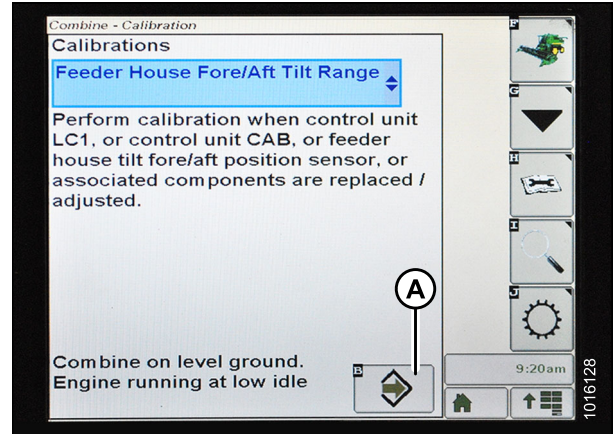 Combine - Calibration
Calibrations
Feeder House Fore/Aft Tilt Range
Perform calibration when control unit
LC1, or control unit CAB, or feeder
house tilt fore/aft position sensor, or
associated components are replaced /
adjusted.
Combine on level ground.
Engine running at low idle
A
B
F
G
H
I
J
9:20am
1016128